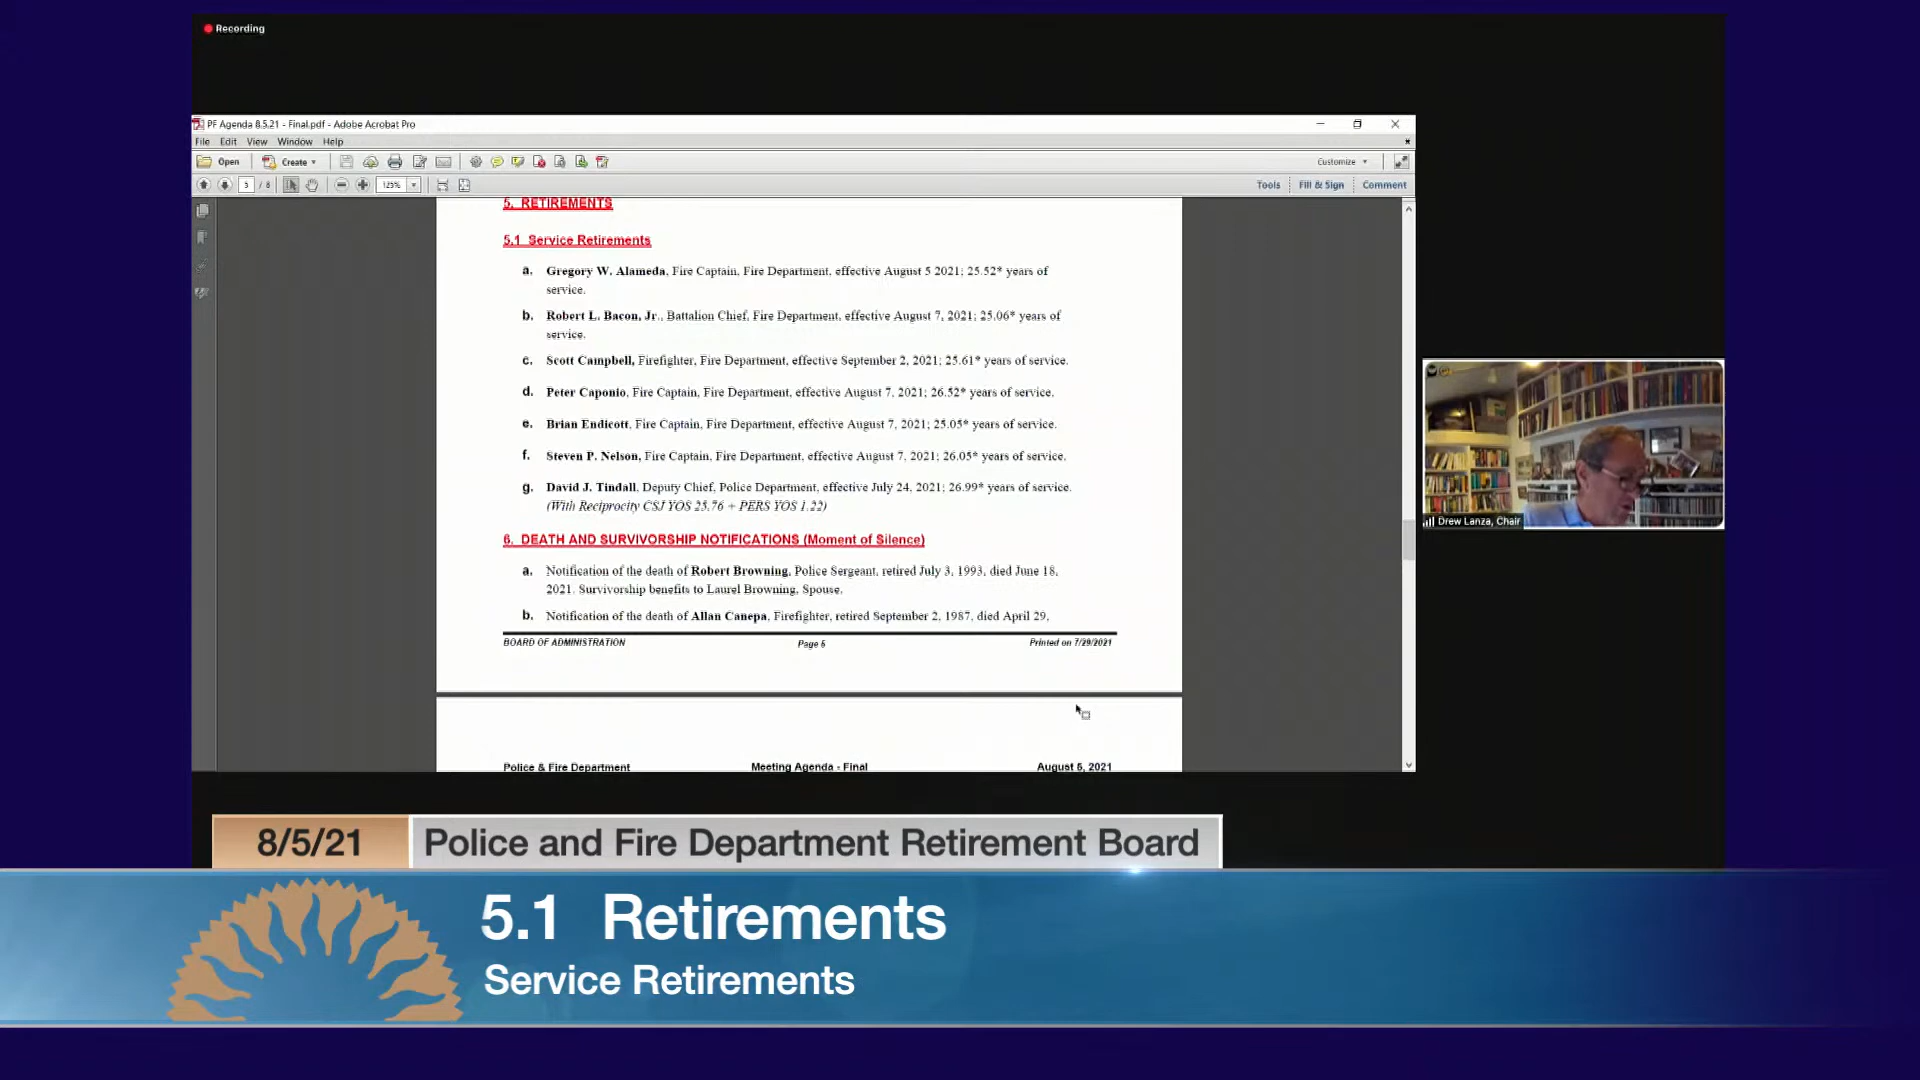 Recording
PF Agenda 8.5.21 - Final.pdf - Adobe Acrobat Pro
File Edit View Window Help
Open Create Customize
5 / 8 125% Tools Fill & Sign Comment
5. RETIREMENTS
5.1 Service Retirements
a. Gregory W. Alameda, Fire Captain, Fire Department, effective August 5 2021; 25.52* years of
service.
b. Robert L. Bacon, Jr., Battalion Chief, Fire Department, effective August 7, 2021; 25.06* years of
service.
c. Scott Campbell, Firefighter, Fire Department, effective September 2, 2021; 25.61* years of service.
d. Peter Caponio, Fire Captain, Fire Department, effective August 7, 2021; 26.52* years of service.
e. Brian Endicott, Fire Captain, Fire Department, effective August 7, 2021; 25.05* years of service.
f. Steven P. Nelson, Fire Captain, Fire Department, effective August 7, 2021; 26.05* years of service.
g. David J. Tindall, Deputy Chief, Police Department, effective July 24, 2021; 26.99* years of service.
(With Reciprocity CSJ YOS 25.76 + PERS YOS 1.22)
6. DEATH AND SURVIVORSHIP NOTIFICATIONS (Moment of Silence)
a. Notification of the death of Robert Browning, Police Sergeant, retired July 3, 1993, died June 18,
2021. Survivorship benefits to Laurel Browning, Spouse.
b. Notification of the death of Allan Canepa, Firefighter, retired September 2, 1987, died April 29,
BOARD OF ADMINISTRATION Page 5 Printed on 7/29/2021
Police & Fire Department Meeting Agenda - Final August 5, 2021
Drew Lanza, Chair
8/5/21 Police and Fire Department Retirement Board
5.1 Retirements
Service Retirements